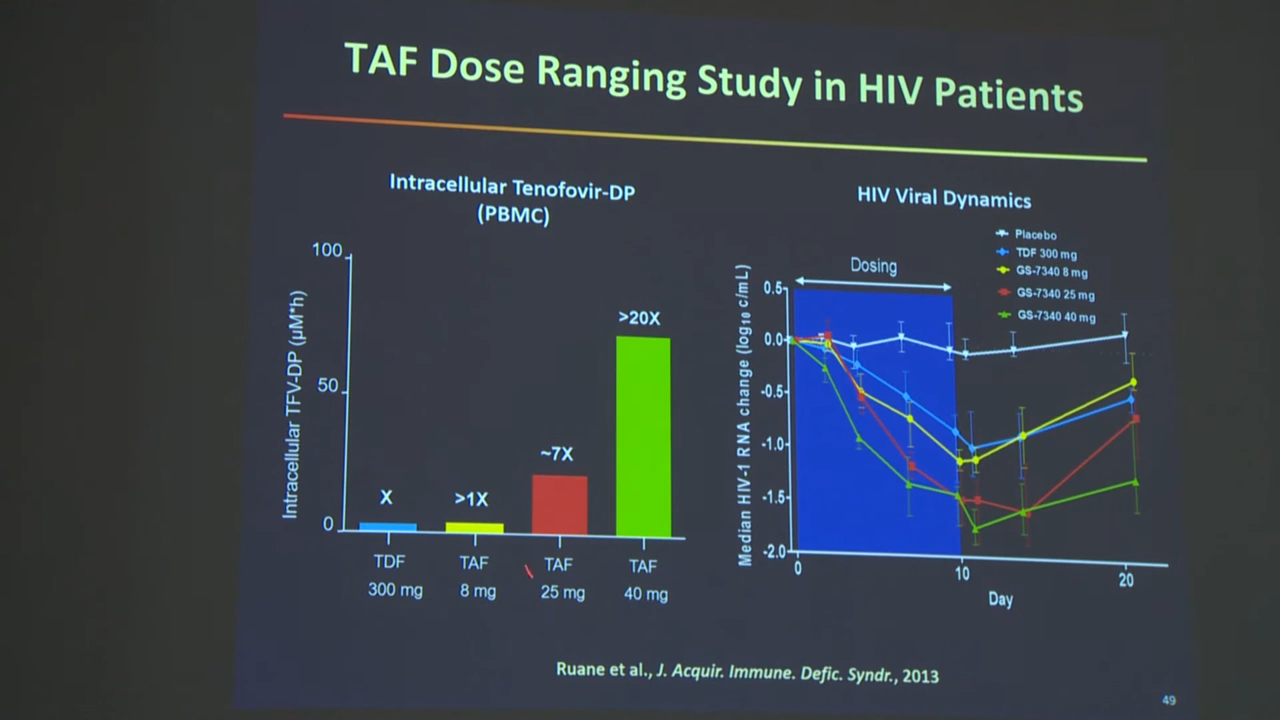 TAF Dose Ranging Study in HIV Patients
Intracellular Tenofovir-DP
(PBMC)
Intracellular TFV-DP (µM*h)
100
50
0
X
>1X
~7X
>20X
TDF
300 mg
TAF
8 mg
TAF
25 mg
TAF
40 mg
HIV Viral Dynamics
Placebo
TDF 300 mg
GS-7340 8 mg
GS-7340 25 mg
GS-7340 40 mg
Dosing
Median HIV-1 RNA change (log₁₀ c/mL)
0.5
0.0
-0.5
-1.0
-1.5
-2.0
0
10
20
Day
Ruane et al., J. Acquir. Immune. Defic. Syndr., 2013
49